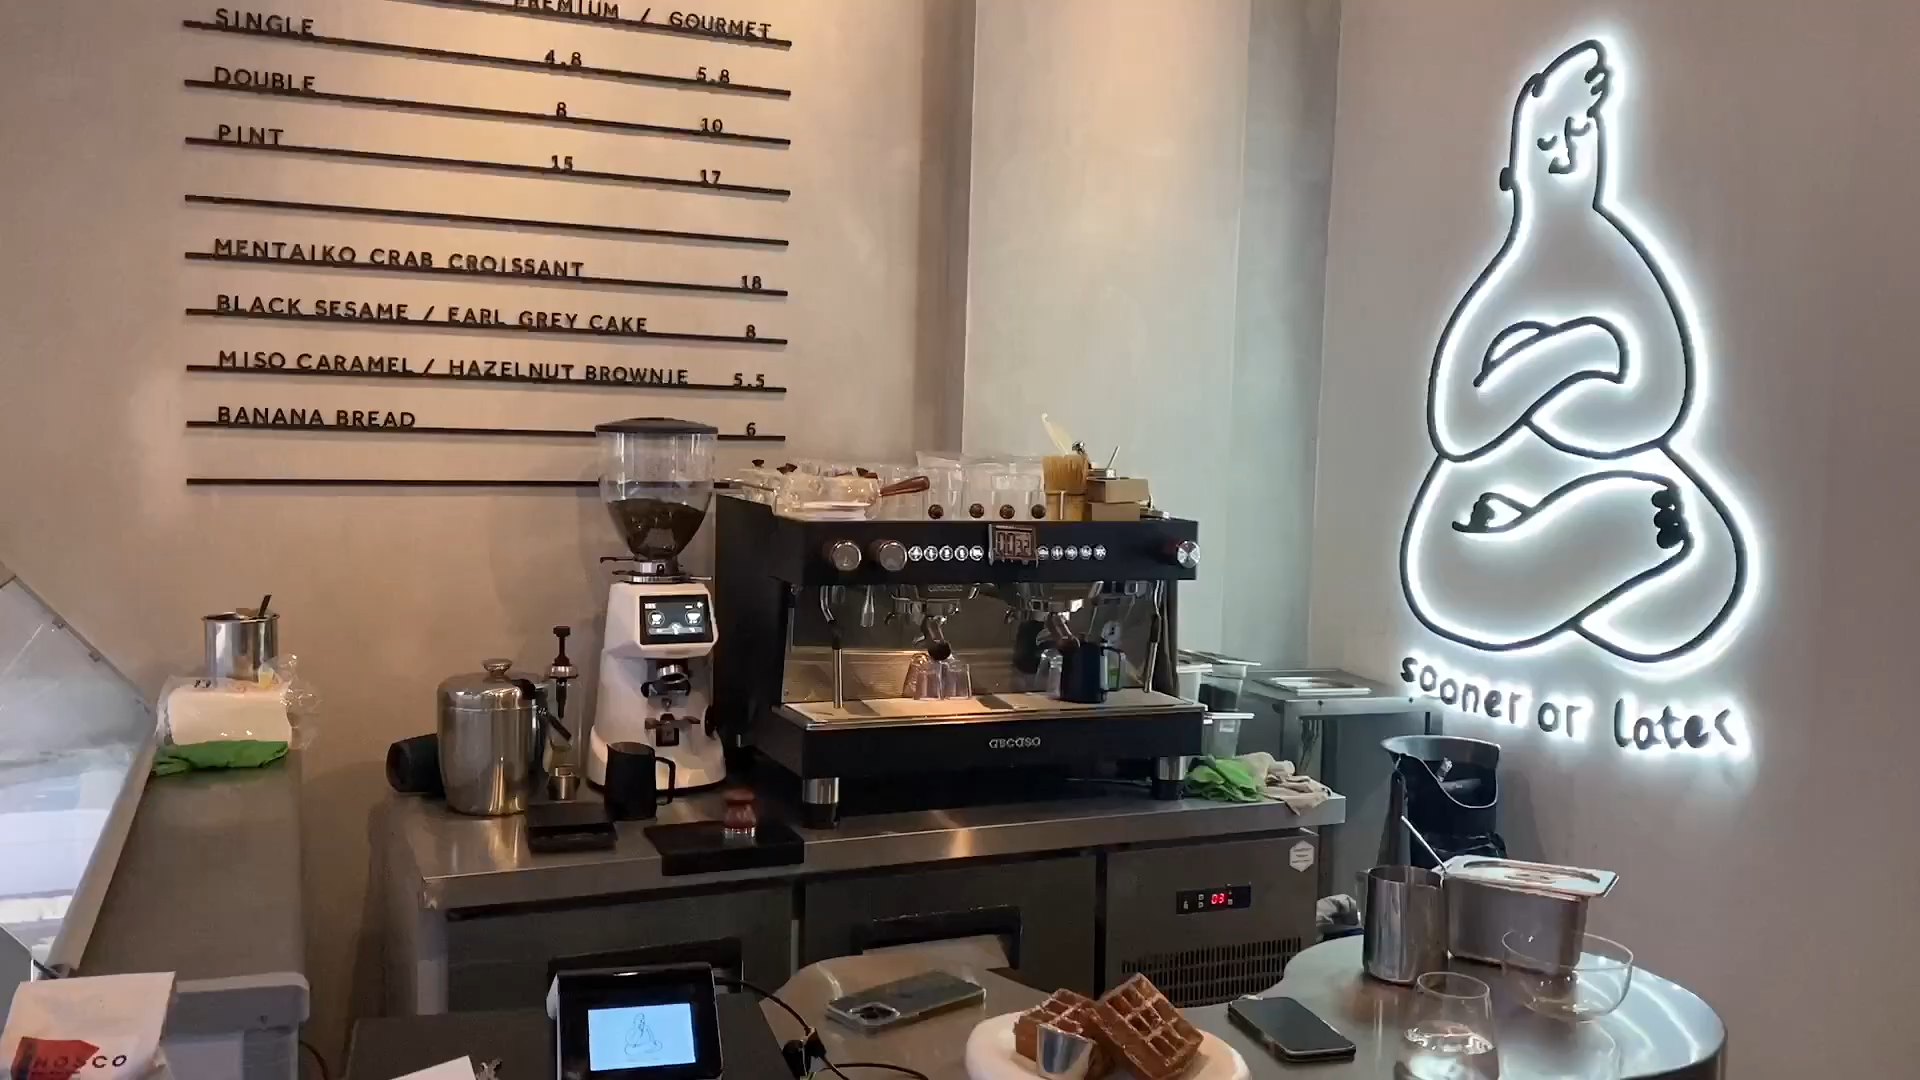 PREMIUM / GOURMET
SINGLE 4.8 5.8
DOUBLE 8 10
PINT 15 17
MENTAIKO CRAB CROISSANT 18
BLACK SESAME / EARL GREY CAKE 8
MISO CARAMEL / HAZELNUT BROWNIE 5.5
BANANA BREAD 6
sooner or later
ascaso
03
NOSCO